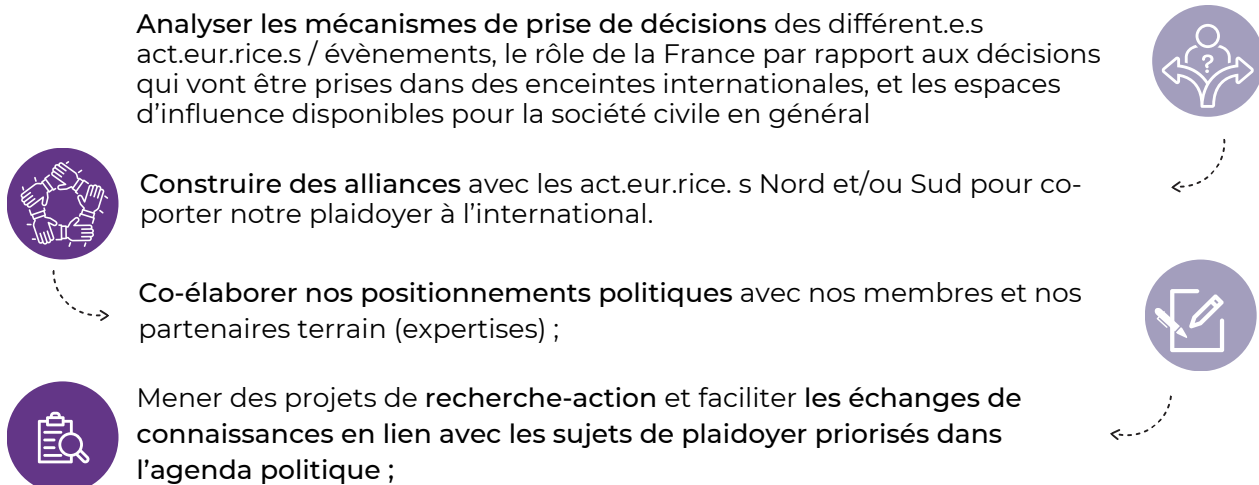 Analyser les mécanismes de prise de décisions des différent.e.s
act.eur.rice.s / évènements, le rôle de la France par rapport aux décisions
qui vont être prises dans des enceintes internationales, et les espaces
d’influence disponibles pour la société civile en général
?
Construire des alliances avec les act.eur.rice. s Nord et/ou Sud pour co-
porter notre plaidoyer à l’international.
Co-élaborer nos positionnements politiques avec nos membres et nos
partenaires terrain (expertises) ;
Mener des projets de recherche-action et faciliter les échanges de
connaissances en lien avec les sujets de plaidoyer priorisés dans
l’agenda politique ;